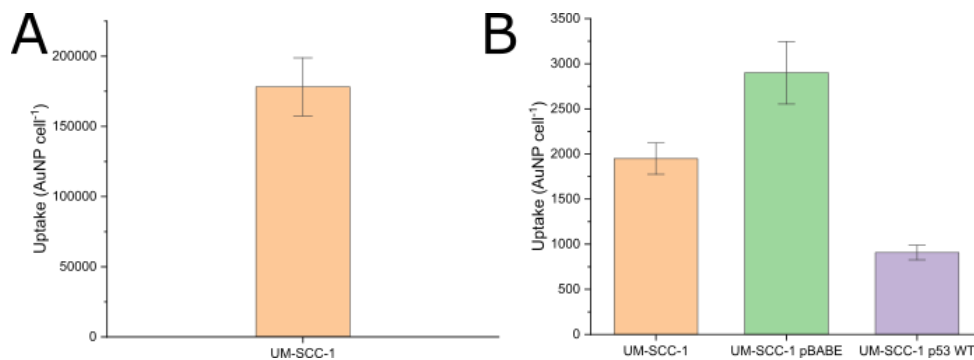 A
Uptake (AuNP cell⁻¹)
200000
150000
100000
50000
0
UM-SCC-1
B
Uptake (AuNP cell⁻¹)
3500
3000
2500
2000
1500
1000
500
0
UM-SCC-1
UM-SCC-1 pBABE
UM-SCC-1 p53 WT